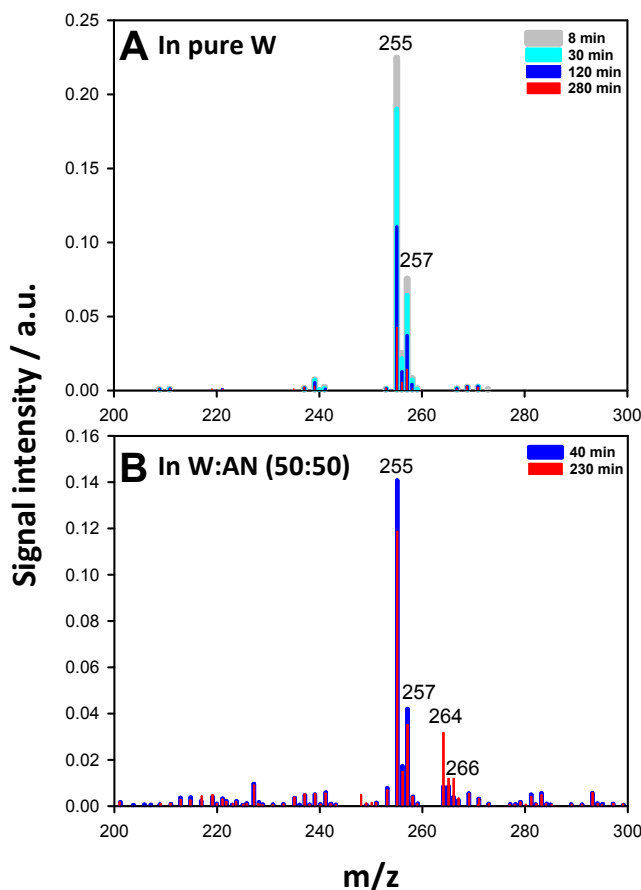 A In pure W
8 min
30 min
120 min
280 min
255
257
0.25
0.20
0.15
0.10
0.05
0.00
200 220 240 260 280 300
Signal intensity / a.u.
B In W:AN (50:50)
40 min
230 min
255
257
264
266
0.16
0.14
0.12
0.10
0.08
0.06
0.04
0.02
0.00
200 220 240 260 280 300
m/z